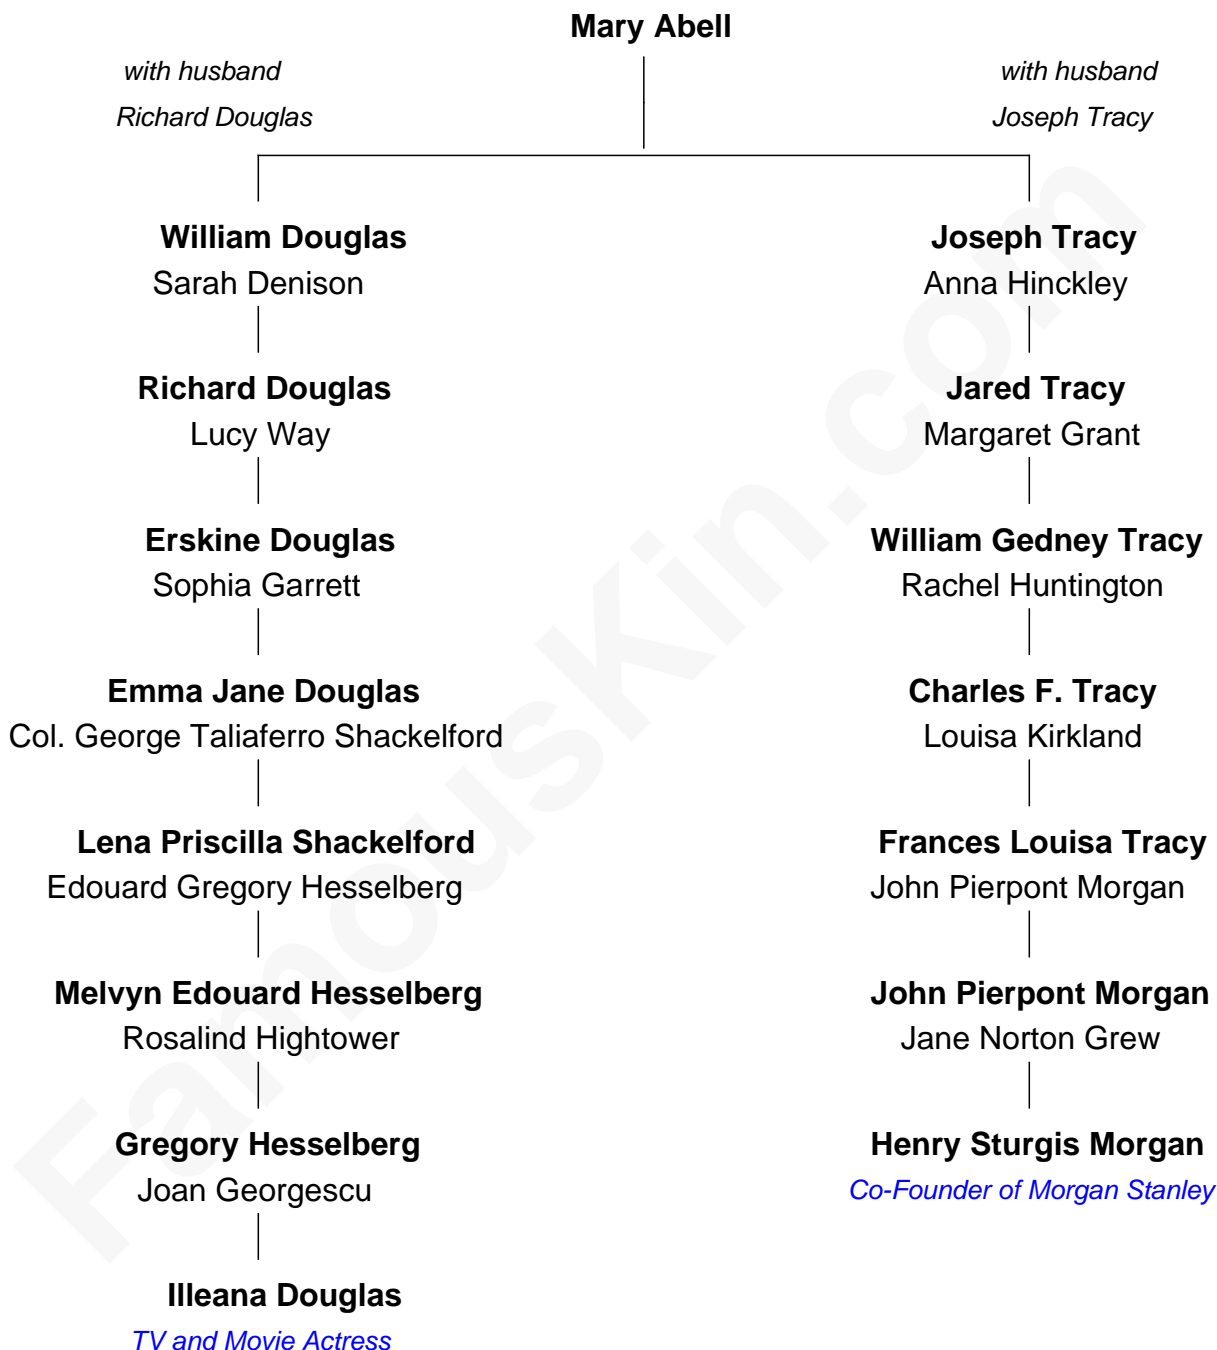 Mary Abell
with husband
Richard Douglas
with husband
Joseph Tracy
William Douglas
Sarah Denison
Richard Douglas
Lucy Way
Erskine Douglas
Sophia Garrett
Emma Jane Douglas
Col. George Taliaferro Shackelford
Lena Priscilla Shackelford
Edouard Gregory Hesselberg
Melvyn Edouard Hesselberg
Rosalind Hightower
Gregory Hesselberg
Joan Georgescu
Illeana Douglas
TV and Movie Actress
Joseph Tracy
Anna Hinckley
Jared Tracy
Margaret Grant
William Gedney Tracy
Rachel Huntington
Charles F. Tracy
Louisa Kirkland
Frances Louisa Tracy
John Pierpont Morgan
John Pierpont Morgan
Jane Norton Grew
Henry Sturgis Morgan
Co-Founder of Morgan Stanley
FamousKin.com